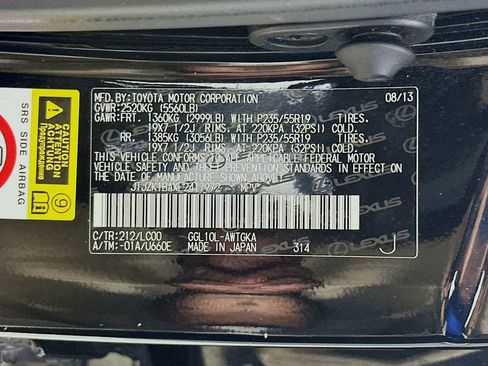 MFD.BY:TOYOTA MOTOR CORPORATION 08/13
GVWR:2520KG (5560LB)
GAWR:FRT. 1360KG (2999LB) WITH P235/55R19 TIRES.
19X7 1/2J RIMS, AT 220KPA (32PSI) COLD.
RR. 1385KG (3056LB) WITH P235/55R19 TIRES.
19X7 1/2J RIMS, AT 220KPA (32PSI) COLD.
THIS VEHICLE CONFORMS TO ALL APPLICABLE FEDERAL MOTOR
VEHICLE SAFETY AND THEFT PREVENTION STANDARDS IN EFFECT
ON THE DATE OF MANUFACTURE SHOWN ABOVE.
MPV
C/TR:212/LC00 GGL10L-AWTGKA
A/TM:-01A/U660E MADE IN JAPAN 314 J
LEXUS
SIDE AIRBAG
9